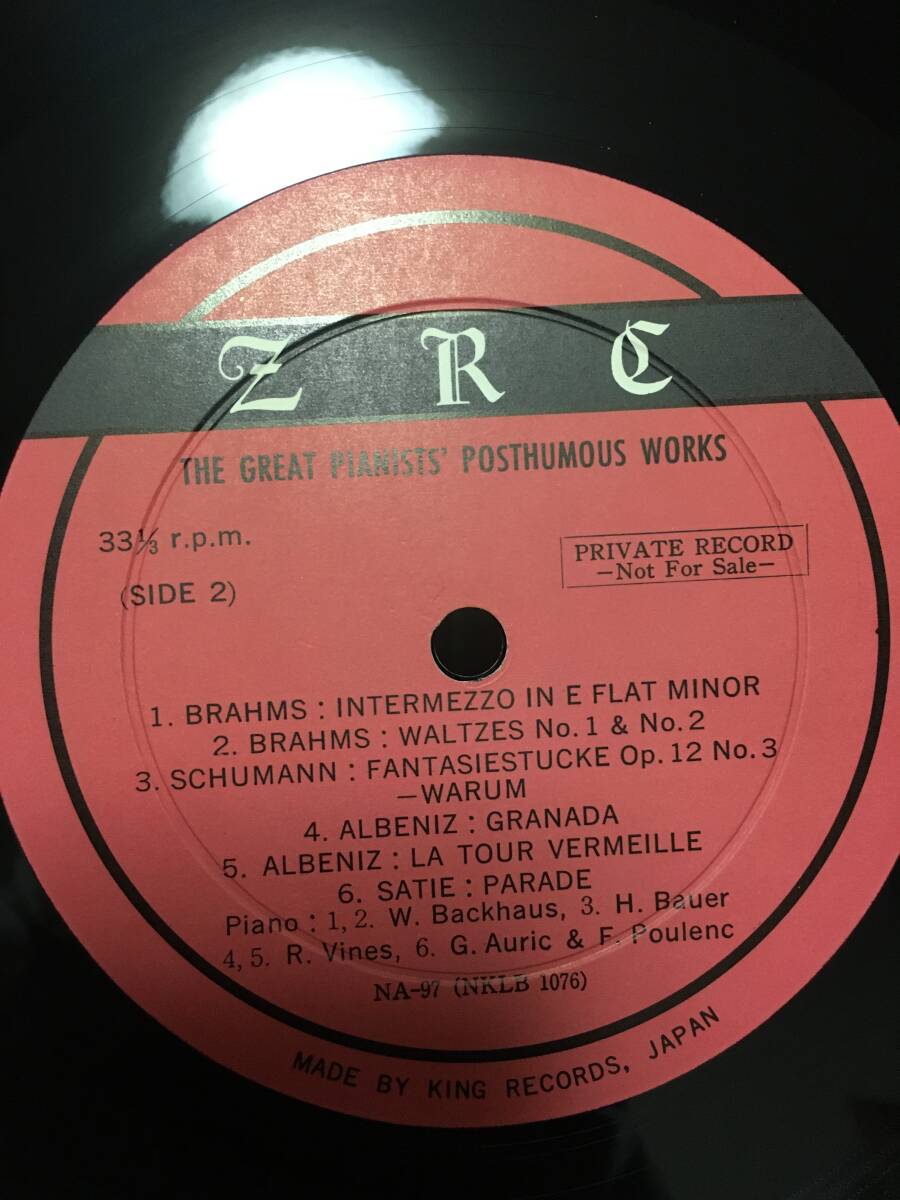 Z R C
THE GREAT PIANISTS' POSTHUMOUS WORKS
33⅓ r.p.m.
(SIDE 2)
PRIVATE RECORD
—Not For Sale—
1. BRAHMS : INTERMEZZO IN E FLAT MINOR
2. BRAHMS : WALTZES No. 1 & No. 2
3. SCHUMANN : FANTASIESTUCKE Op. 12 No. 3
—WARUM
4. ALBENIZ : GRANADA
5. ALBENIZ : LA TOUR VERMEILLE
6. SATIE : PARADE
Piano : 1, 2. W. Backhaus, 3. H. Bauer
4, 5. R. Vines, 6. G. Auric & F. Poulenc
NA-97 (NKLB 1076)
MADE BY KING RECORDS, JAPAN